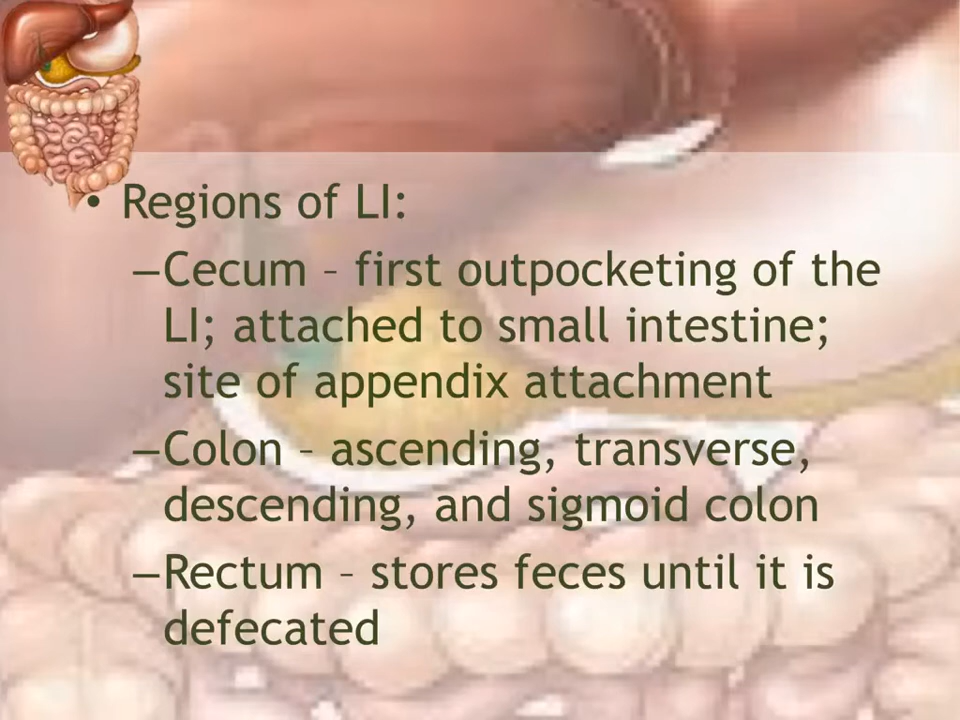 • Regions of LI:
–Cecum – first outpocketing of the
LI; attached to small intestine;
site of appendix attachment
–Colon – ascending, transverse,
descending, and sigmoid colon
–Rectum – stores feces until it is
defecated